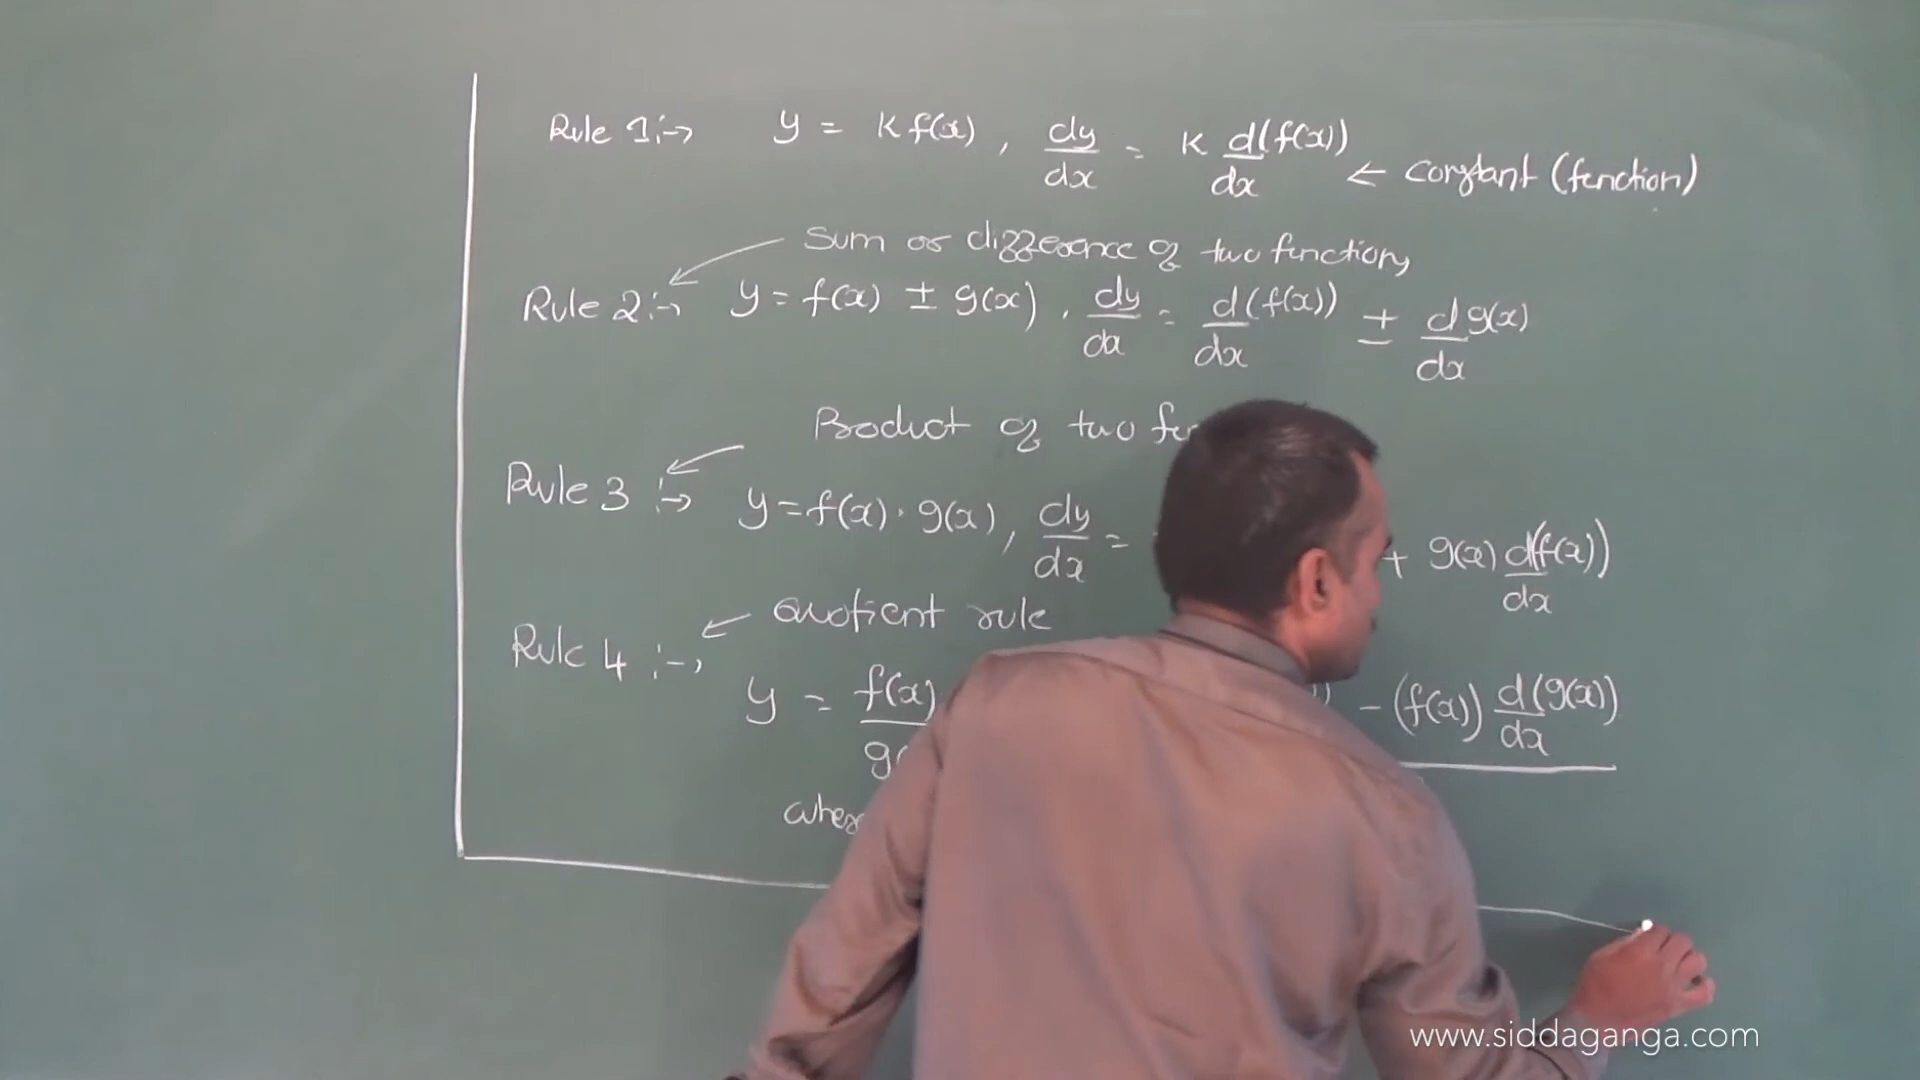 Rule 1:→ y = K f(x), dy/dx = K d(f(x))/dx ← constant (function)
Sum or difference of two functions
Rule 2:→ y = f(x) ± g(x), dy/dx = d(f(x))/dx ± d g(x)/dx
Product of two
Rule 3 :→ y = f(x) · g(x), dy/dx = + g(x) d(f(x))/dx
Quotient rule
Rule 4 :→
y = f(x)/g( - (f(x)) d(g(x))/dx
www.siddaganga.com